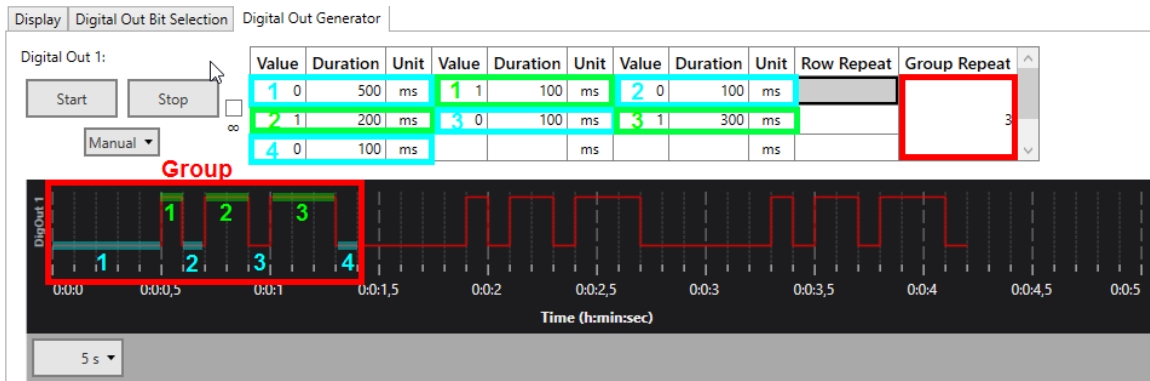 Display Digital Out Bit Selection Digital Out Generator
Digital Out 1:
Start Stop
∞
Manual
Value Duration Unit Value Duration Unit Value Duration Unit Row Repeat Group Repeat
1 0 500 ms 1 1 100 ms 2 0 100 ms
2 1 200 ms 3 0 100 ms 3 1 300 ms 3
4 0 100 ms ms ms
Group
DigOut 1
1 2 3
1 2 3 4
0:0:0 0:0:0,5 0:0:1 0:0:1,5 0:0:2 0:0:2,5 0:0:3 0:0:3,5 0:0:4 0:0:4,5 0:0:5
Time (h:min:sec)
5 s